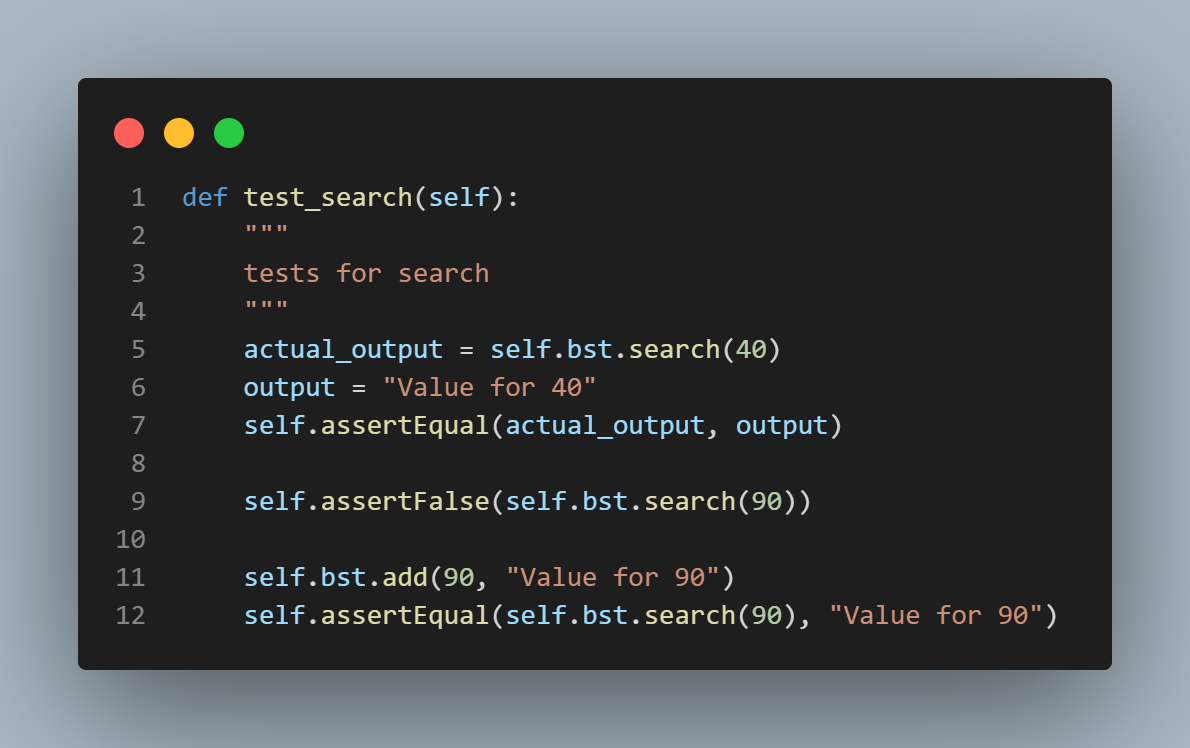 1 def test_search(self):
2     """
3     tests for search
4     """
5     actual_output = self.bst.search(40)
6     output = "Value for 40"
7     self.assertEqual(actual_output, output)
8
9     self.assertFalse(self.bst.search(90))
10
11     self.bst.add(90, "Value for 90")
12     self.assertEqual(self.bst.search(90), "Value for 90")